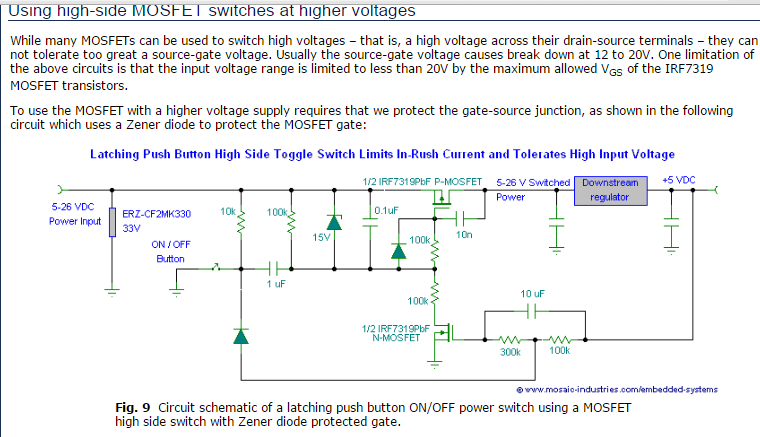 Using high-side MOSFET switches at higher voltages
While many MOSFETs can be used to switch high voltages – that is, a high voltage across their drain-source terminals – they can
not tolerate too great a source-gate voltage. Usually the source-gate voltage causes break down at 12 to 20V. One limitation of
the above circuits is that the input voltage range is limited to less than 20V by the maximum allowed VGS of the IRF7319
MOSFET transistors.
To use the MOSFET with a higher voltage supply requires that we protect the gate-source junction, as shown in the following
circuit which uses a Zener diode to protect the MOSFET gate:
Latching Push Button High Side Toggle Switch Limits In-Rush Current and Tolerates High Input Voltage
1/2 IRF7319PbF P-MOSFET
5-26 V Switched
Power
Downstream
regulator
+5 VDC
5-26 VDC
Power Input
ERZ-CF2MK330
33V
ON / OFF
Button
10k
100k
15V
0.1uF
100k
10n
1 uF
100k
1/2 IRF7319PbF
N-MOSFET
10 uF
300k
100k
© www.mosaic-industries.com/embedded-systems
Fig. 9 Circuit schematic of a latching push button ON/OFF power switch using a MOSFET
high side switch with Zener diode protected gate.